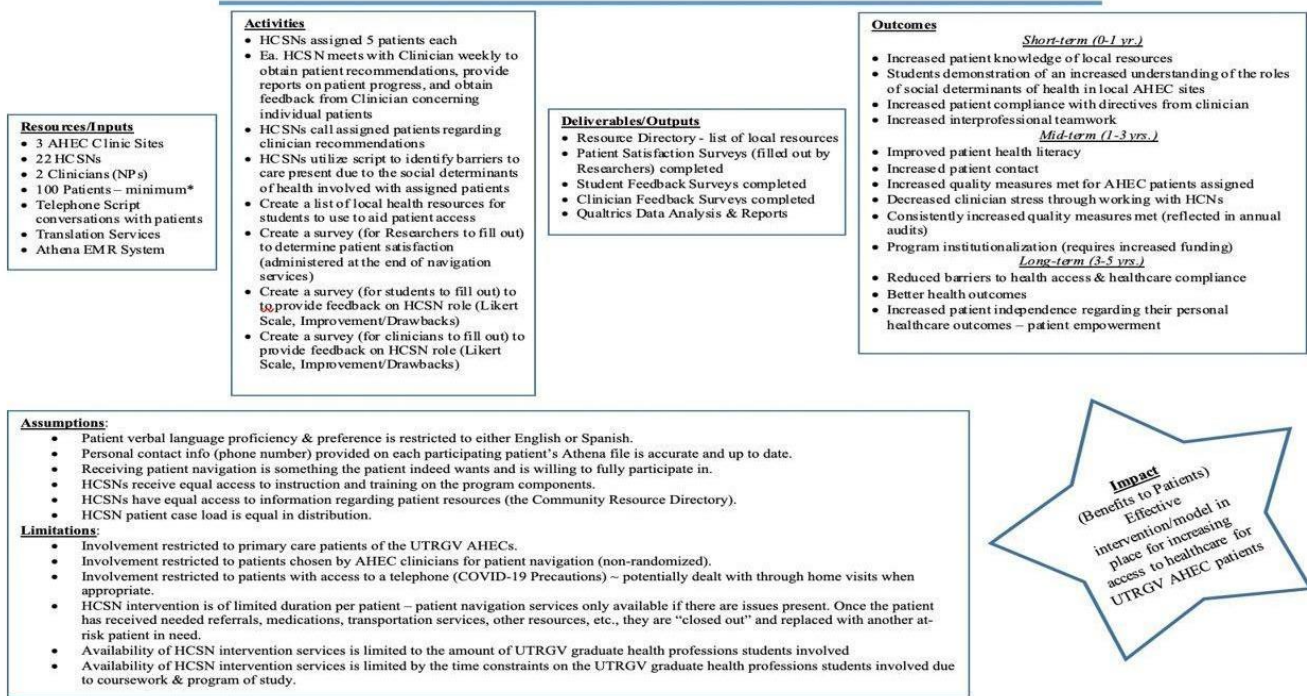 Resources/Inputs
• 3 AHEC Clinic Sites
• 22 HCSNs
• 2 Clinicians (NPs)
• 100 Patients – minimum*
• Telephone Script
conversations with patients
• Translation Services
• Athena EMR System
Activities
• HCSNs assigned 5 patients each
• Ea. HCSN meets with Clinician weekly to
obtain patient recommendations, provide
reports on patient progress, and obtain
feedback from Clinician concerning
individual patients
• HCSNs call assigned patients regarding
clinician recommendations
• HCSNs utilize script to identify barriers to
care present due to the social determinants
of health involved with assigned patients
• Create a list of local health resources for
students to use to aid patient access
• Create a survey (for Researchers to fill out)
to determine patient satisfaction
(administered at the end of navigation
services)
• Create a survey (for students to fill out) to
to provide feedback on HCSN role (Likert
Scale, Improvement/Drawbacks)
• Create a survey (for clinicians to fill out) to
provide feedback on HCSN role (Likert
Scale, Improvement/Drawbacks)
Deliverables/Outputs
• Resource Directory - list of local resources
• Patient Satisfaction Surveys (filled out by
Researchers) completed
• Student Feedback Surveys completed
• Clinician Feedback Surveys completed
• Qualtrics Data Analysis & Reports
Outcomes
Short-term (0-1 yr.)
• Increased patient knowledge of local resources
• Students demonstration of an increased understanding of the roles
of social determinants of health in local AHEC sites
• Increased patient compliance with directives from clinician
• Increased interprofessional teamwork
Mid-term (1-3 yrs.)
• Improved patient health literacy
• Increased patient contact
• Increased quality measures met for AHEC patients assigned
• Decreased clinician stress through working with HCNs
• Consistently increased quality measures met (reflected in annual
audits)
• Program institutionalization (requires increased funding)
Long-term (3-5 yrs.)
• Reduced barriers to health access & healthcare compliance
• Better health outcomes
• Increased patient independence regarding their personal
healthcare outcomes – patient empowerment
Assumptions:
• Patient verbal language proficiency & preference is restricted to either English or Spanish.
• Personal contact info (phone number) provided on each participating patient's Athena file is accurate and up to date.
• Receiving patient navigation is something the patient indeed wants and is willing to fully participate in.
• HCSNs receive equal access to instruction and training on the program components.
• HCSNs have equal access to information regarding patient resources (the Community Resource Directory).
• HCSN patient case load is equal in distribution.
Limitations:
• Involvement restricted to primary care patients of the UTRGV AHECs.
• Involvement restricted to patients chosen by AHEC clinicians for patient navigation (non-randomized).
• Involvement restricted to patients with access to a telephone (COVID-19 Precautions) ~ potentially dealt with through home visits when
appropriate.
• HCSN intervention is of limited duration per patient – patient navigation services only available if there are issues present. Once the patient
has received needed referrals, medications, transportation services, other resources, etc., they are “closed out” and replaced with another at-
risk patient in need.
• Availability of HCSN intervention services is limited to the amount of UTRGV graduate health professions students involved
• Availability of HCSN intervention services is limited by the time constraints on the UTRGV graduate health professions students involved due
to coursework & program of study.
Impact
(Benefits to Patients)
Effective
intervention/model in
place for increasing
access to healthcare for
UTRGV AHEC patients